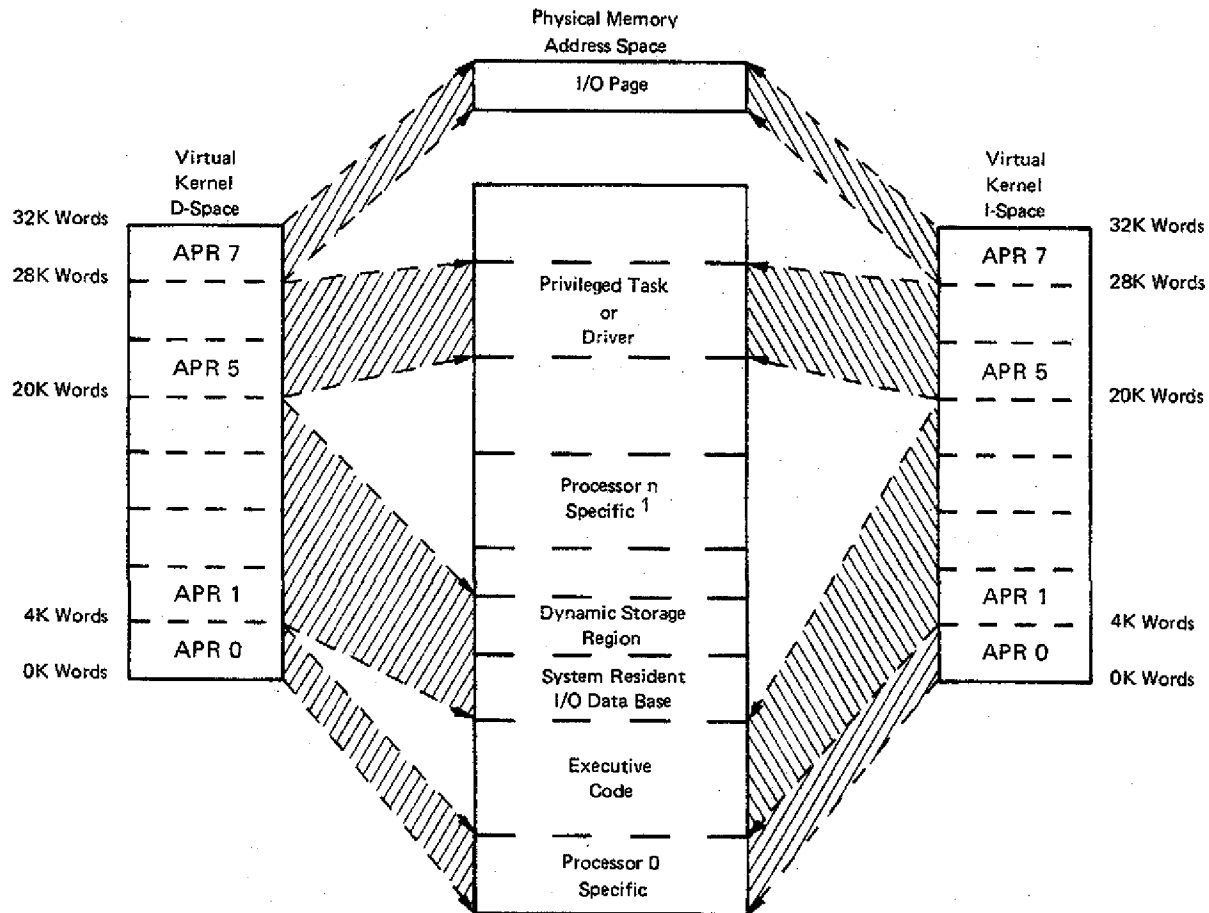 Physical Memory
Address Space
I/O Page
Virtual
Kernel
D-Space
32K Words
APR 7
28K Words
APR 5
20K Words
APR 1
4K Words
APR 0
0K Words
Privileged Task
or
Driver
Processor n
Specific 1
Dynamic Storage
Region
System Resident
I/O Data Base
Executive
Code
Processor 0
Specific
Virtual
Kernel
I-Space
32K Words
APR 7
28K Words
APR 5
20K Words
APR 1
4K Words
APR 0
0K Words